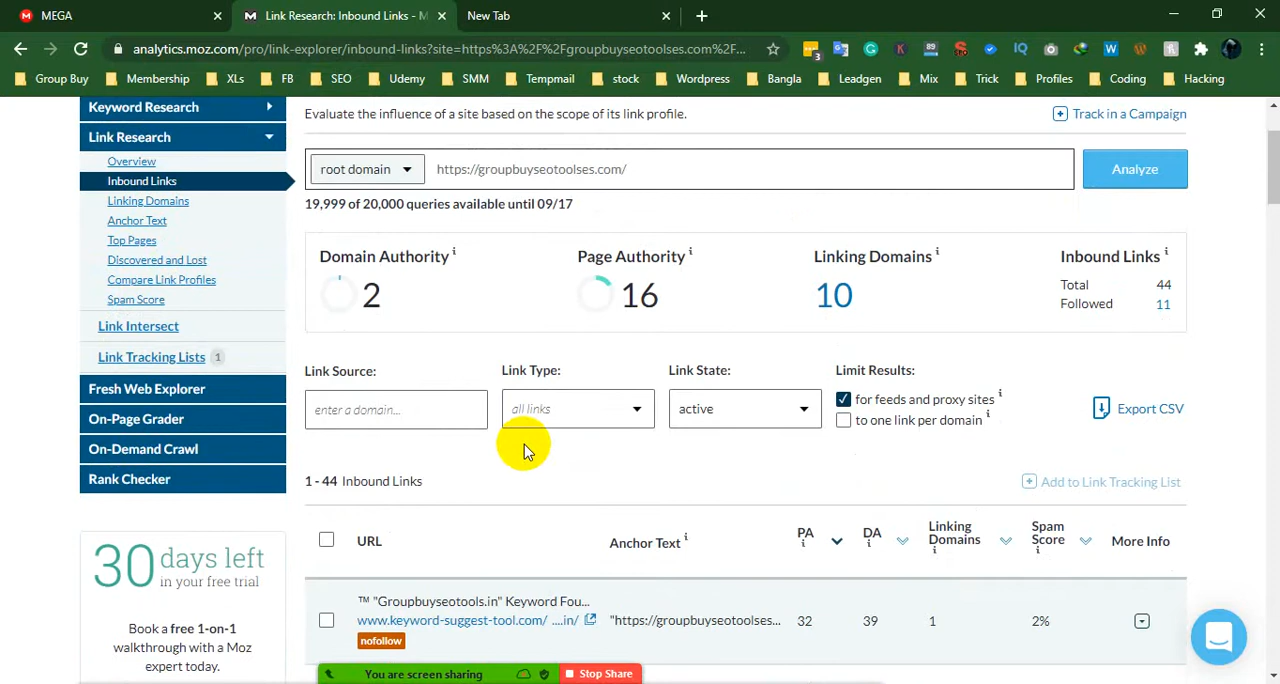 MEGA
Link Research: Inbound Links - M
New Tab
analytics.moz.com/pro/link-explorer/inbound-links?site=https%3A%2F%2Fgroupbuyseotoolses.com%2F...
Group Buy
Membership
XLs
FB
SEO
Udemy
SMM
Tempmail
stock
Wordpress
Bangla
Leadgen
Mix
Trick
Profiles
Coding
Hacking
Keyword Research
Link Research
Overview
Inbound Links
Linking Domains
Anchor Text
Top Pages
Discovered and Lost
Compare Link Profiles
Spam Score
Link Intersect
Link Tracking Lists 1
Fresh Web Explorer
On-Page Grader
On-Demand Crawl
Rank Checker
30 days left
in your free trial
Book a free 1-on-1
walkthrough with a Moz
expert today.
Evaluate the influence of a site based on the scope of its link profile.
Track in a Campaign
root domain
https://groupbuyseotoolses.com/
Analyze
19,999 of 20,000 queries available until 09/17
Domain Authority i
2
Page Authority i
16
Linking Domains i
10
Inbound Links i
Total 44
Followed 11
Link Source:
enter a domain...
Link Type:
all links
Link State:
active
Limit Results:
for feeds and proxy sites i
to one link per domain i
Export CSV
1 - 44 Inbound Links
Add to Link Tracking List
URL
Anchor Text i
PA i
DA i
Linking Domains i
Spam Score i
More Info
™ "Groupbuyseotools.in" Keyword Fou...
www.keyword-suggest-tool.com/ ....in/
nofollow
"https://groupbuyseotoolses...
32
39
1
2%
You are screen sharing
Stop Share